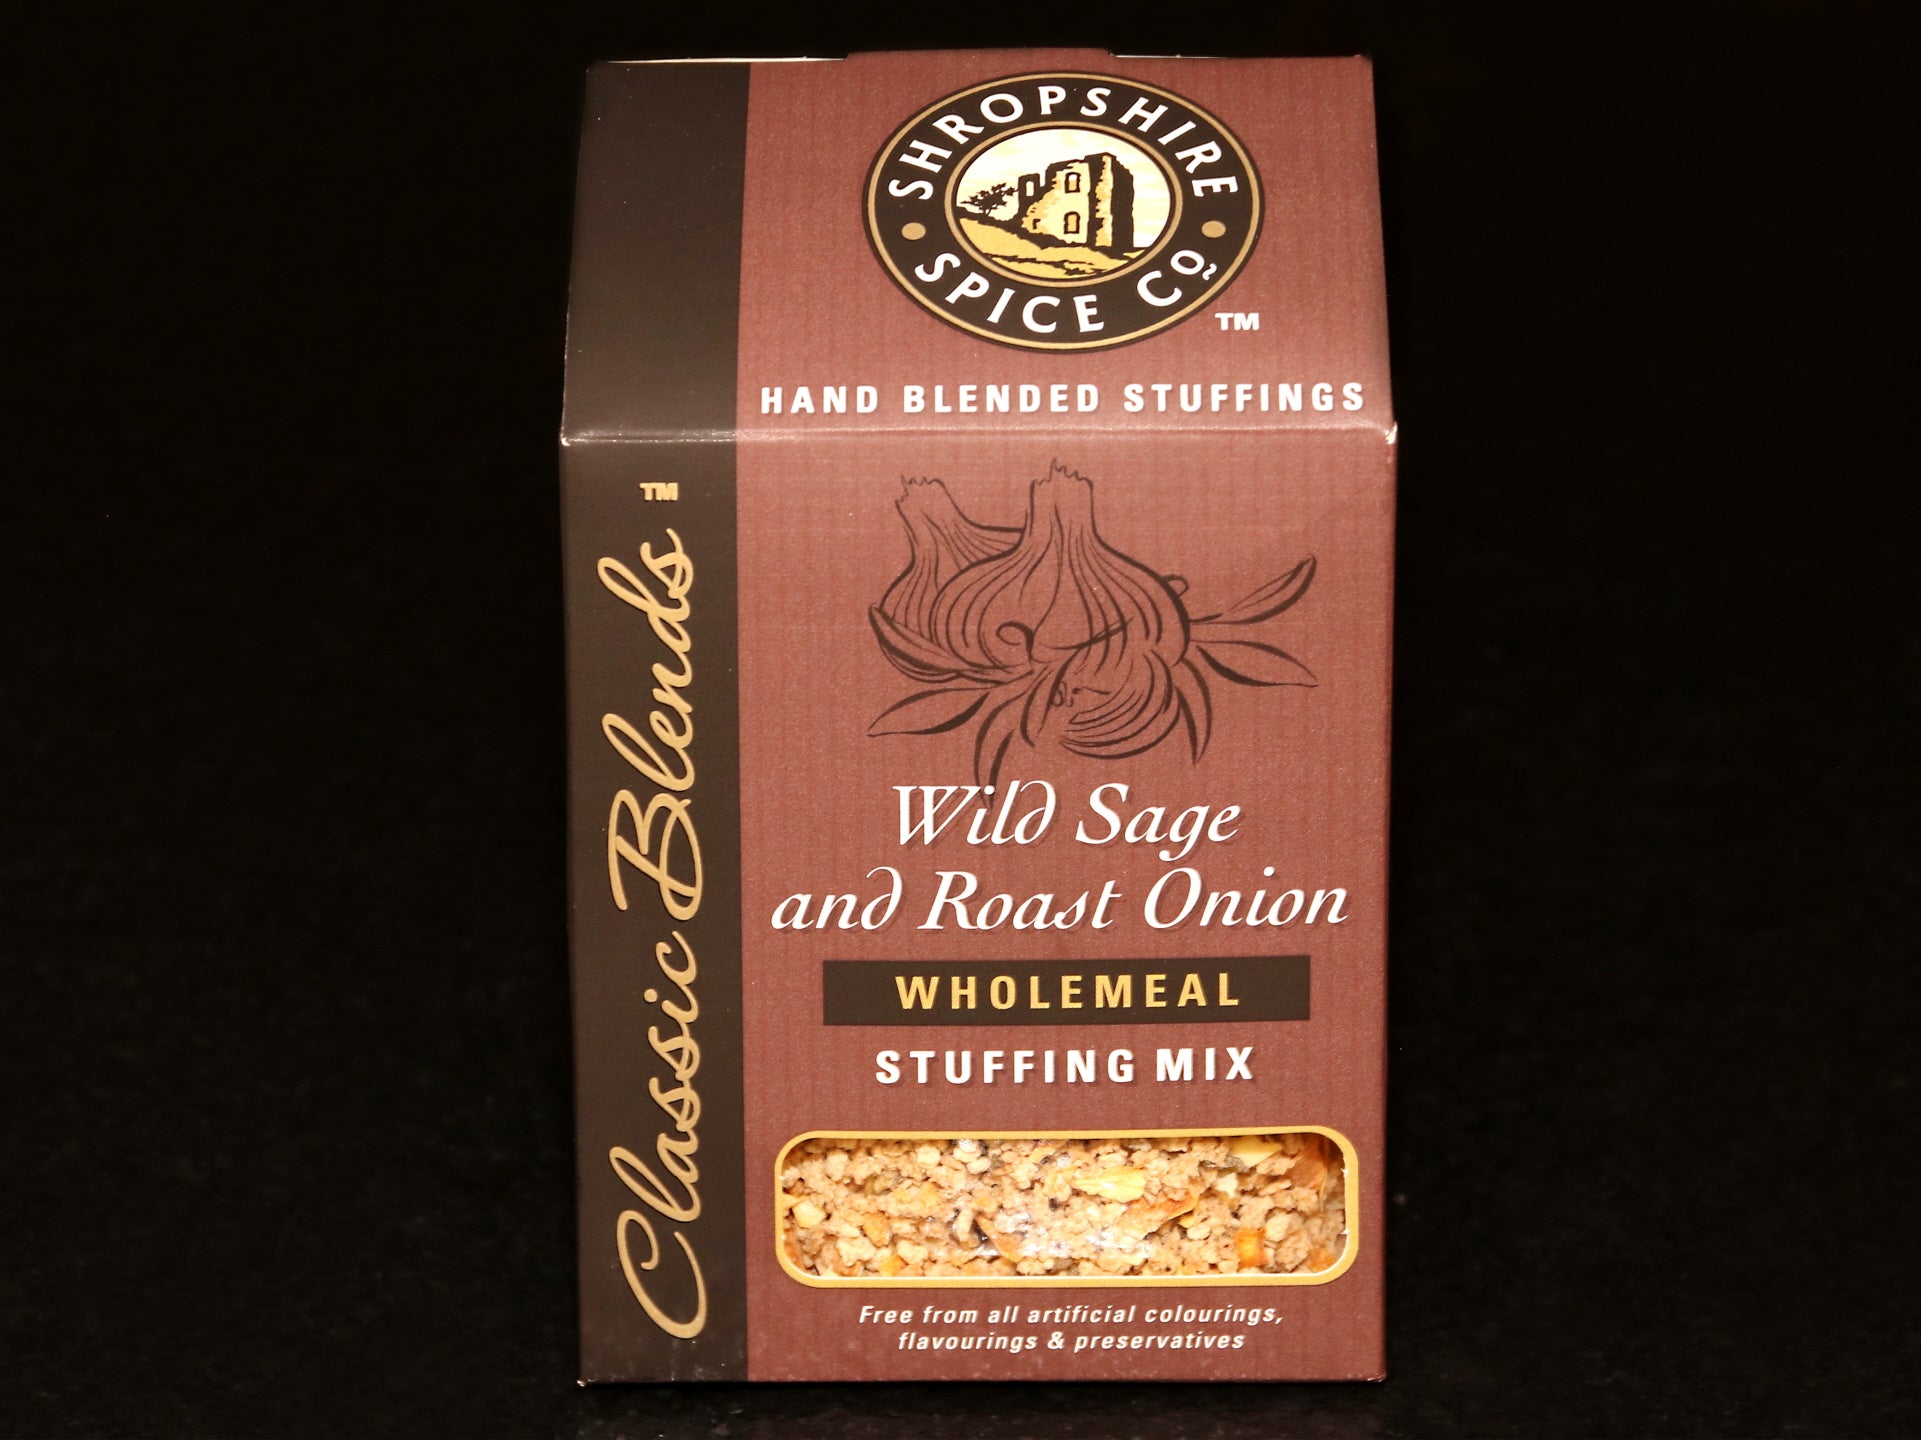 SHROPSHIRE
SPICE CO.
TM
HAND BLENDED STUFFINGS
Classic Blends TM
Wild Sage
and Roast Onion
WHOLEMEAL
STUFFING MIX
Free from all artificial colourings,
flavourings & preservatives